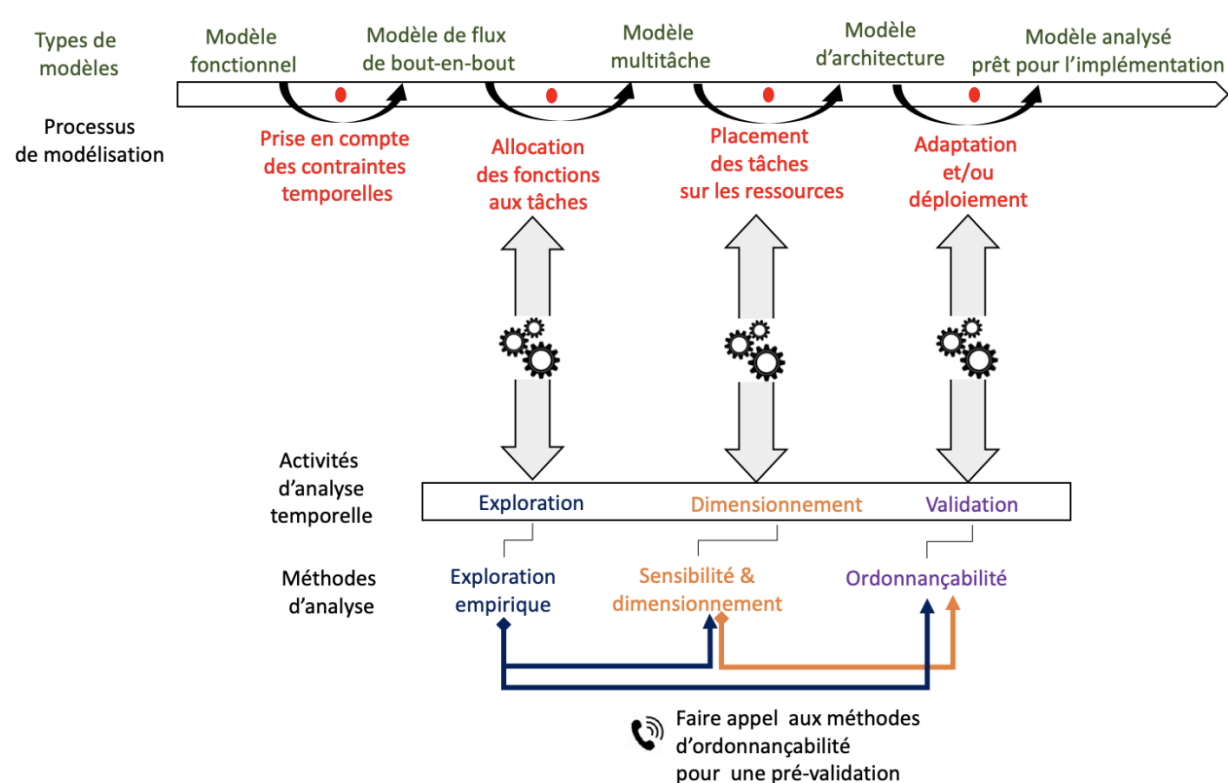 Types de
modèles
Modèle
fonctionnel
Modèle de flux
de bout-en-bout
Modèle
multitâche
Modèle
d'architecture
Modèle analysé
prêt pour l'implémentation
Processus
de modélisation
Prise en compte
des contraintes
temporelles
Allocation
des fonctions
aux tâches
Placement
des tâches
sur les ressources
Adaptation
et/ou
déploiement
Activités
d'analyse
temporelle
Exploration
Dimensionnement
Validation
Méthodes
d'analyse
Exploration
empirique
Sensibilité &
dimensionnement
Ordonnançabilité
Faire appel aux méthodes
d'ordonnançabilité
pour une pré-validation